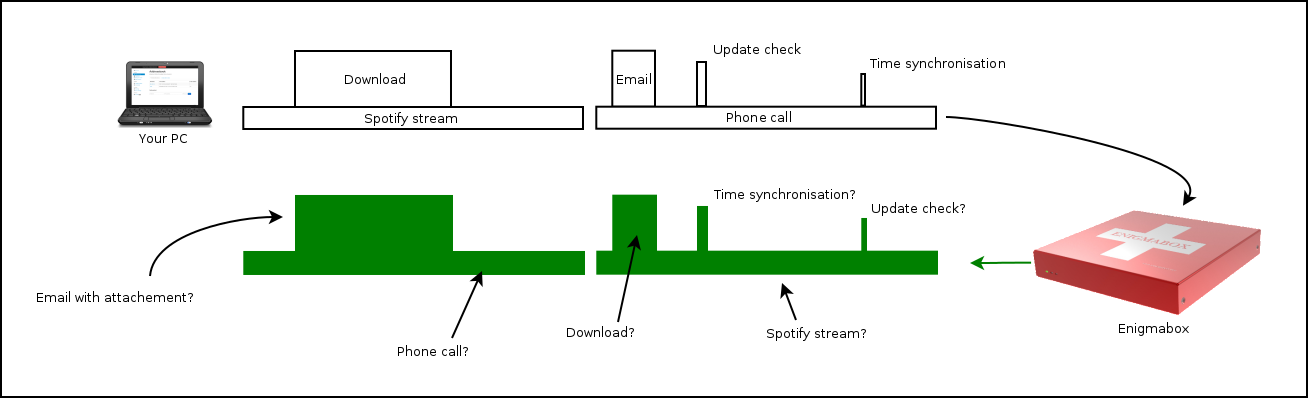 Update check
Time synchronisation
Download
Email
Spotify stream
Phone call
Your PC
Time synchronisation?
Update check?
ENIGMABOX
Email with attachement?
Download?
Spotify stream?
Enigmabox
Phone call?